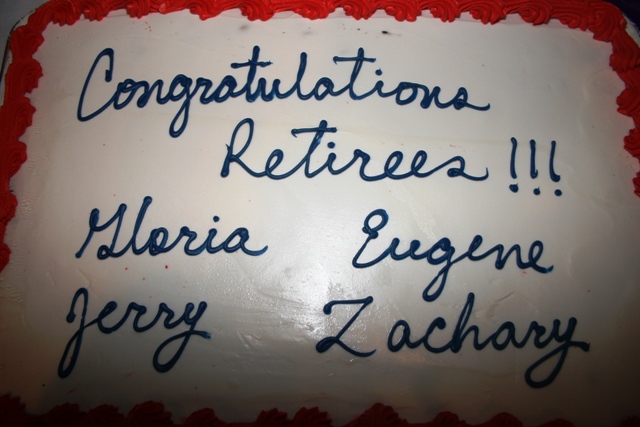 Congratulations
Retirees !!!
Gloria Eugene
Jerry Zachary